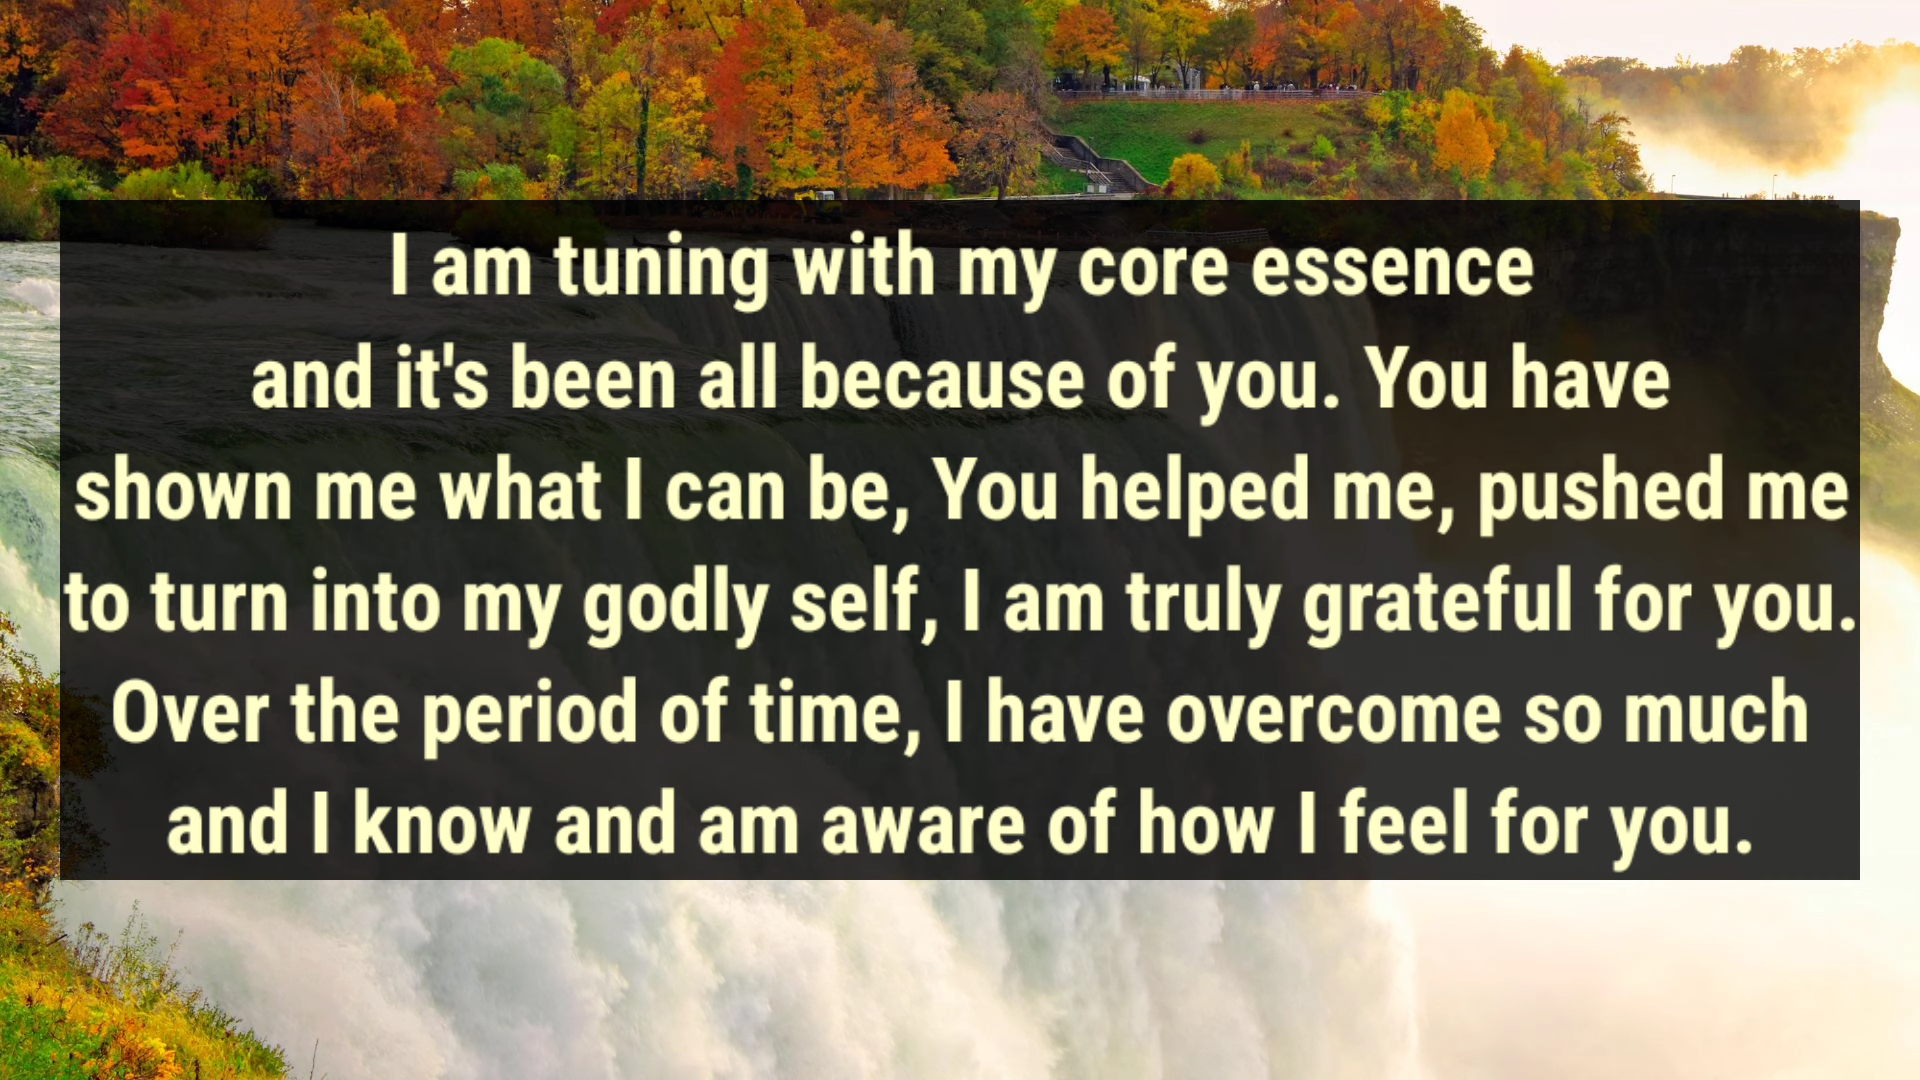 I am tuning with my core essence
and it's been all because of you. You have
shown me what I can be, You helped me, pushed me
to turn into my godly self, I am truly grateful for you.
Over the period of time, I have overcome so much
and I know and am aware of how I feel for you.